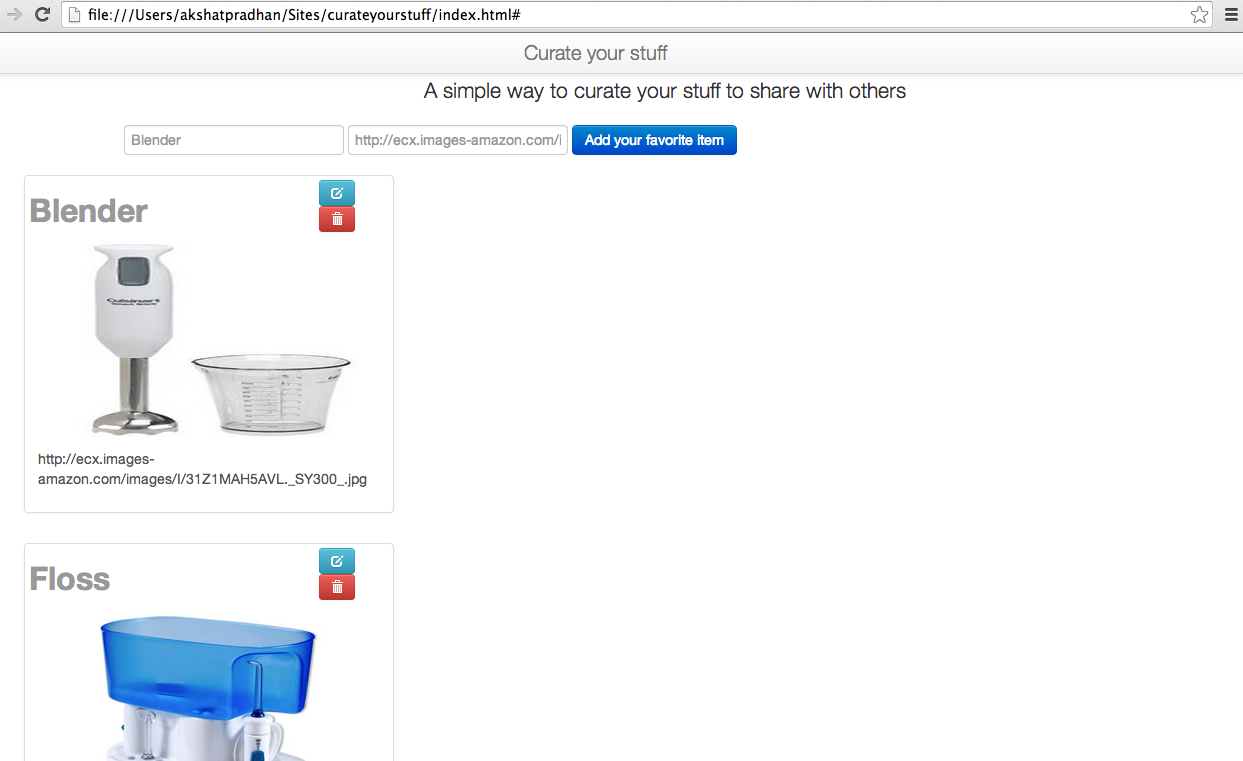 file:///Users/akshatpradhan/Sites/curateyourstuff/index.html#
Curate your stuff
A simple way to curate your stuff to share with others
Blender http://ecx.images-amazon.com/i Add your favorite item
Blender
Cuisinart
http://ecx.images-
amazon.com/images/I/31Z1MAH5AVL._SY300_.jpg
Floss